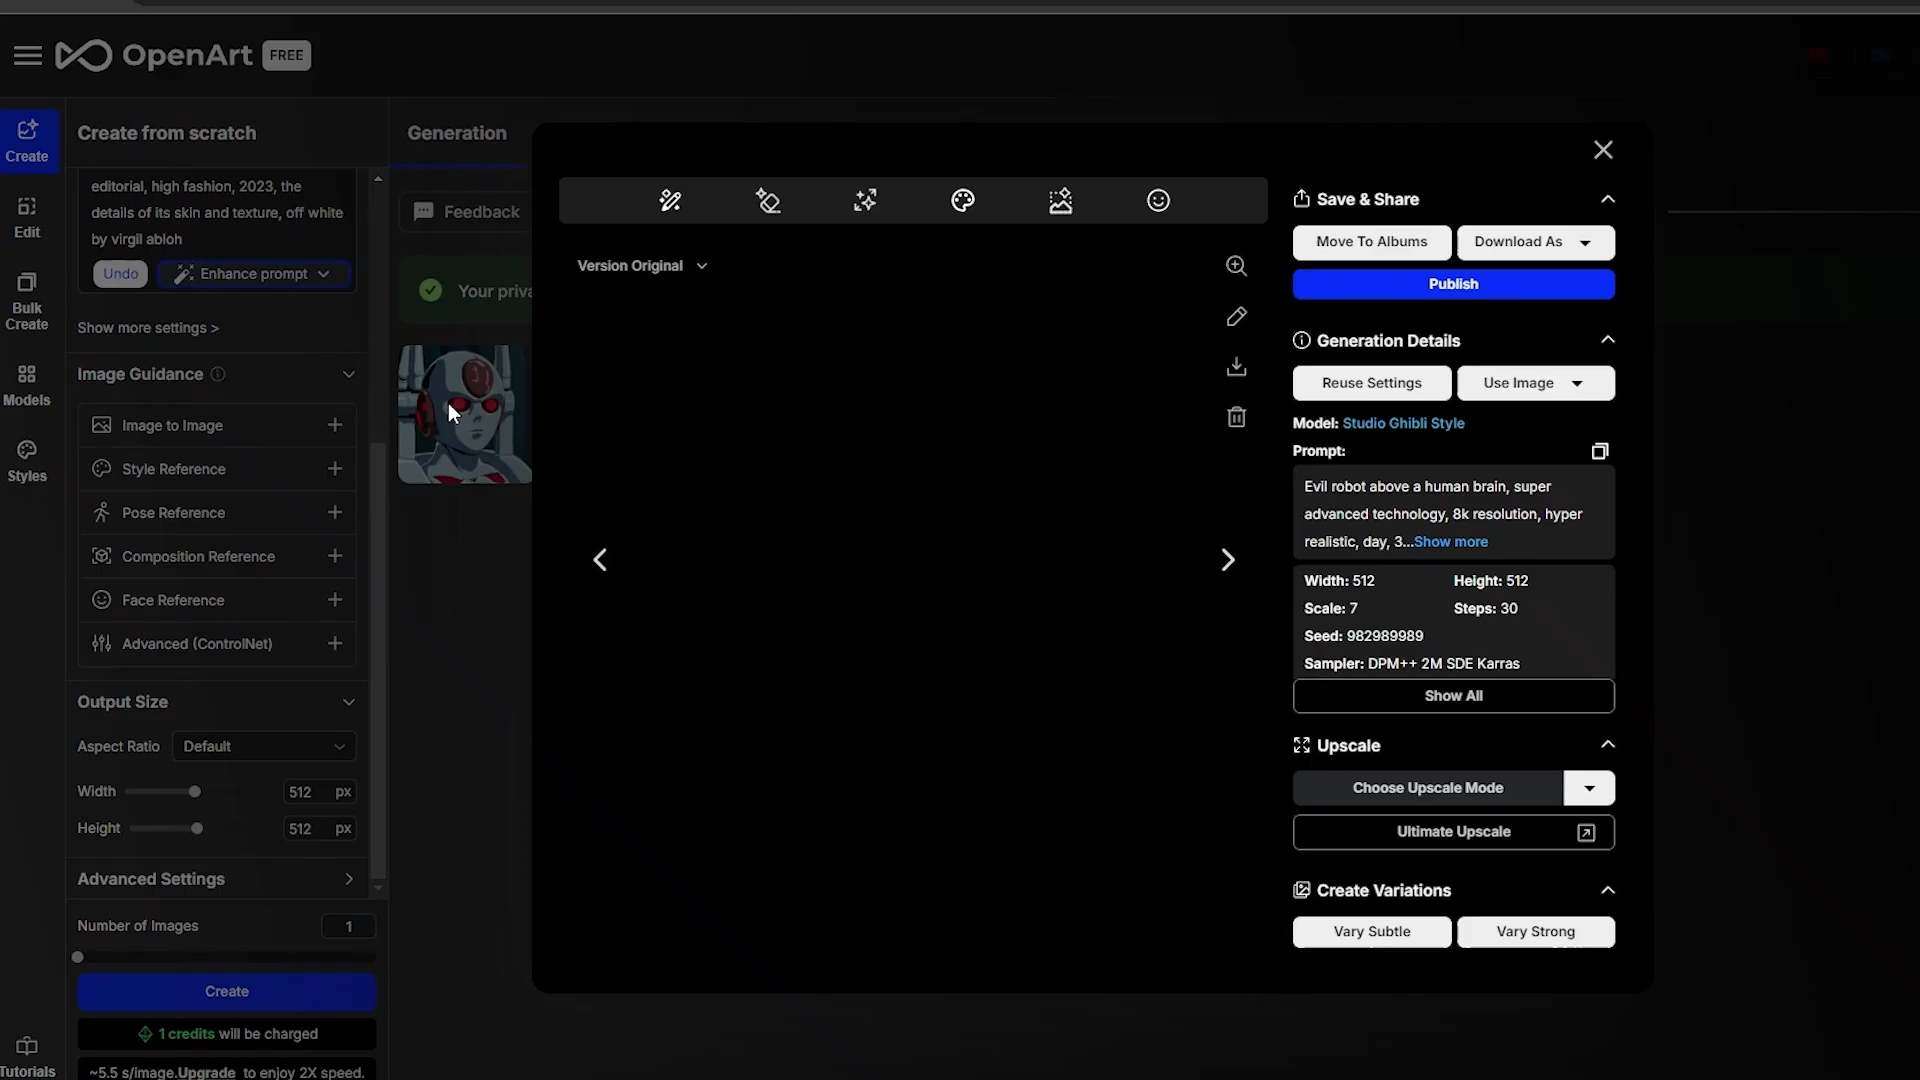 OpenArt FREE
Create
Edit
Bulk
Create
Models
Styles
Tutorials
Create from scratch
editorial, high fashion, 2023, the
details of its skin and texture, off white
by virgil abloh
Undo
Enhance prompt
Show more settings >
Image Guidance
Image to Image
Style Reference
Pose Reference
Composition Reference
Face Reference
Advanced (ControlNet)
Output Size
Aspect Ratio Default
Width 512 px
Height 512 px
Advanced Settings
Number of Images 1
Create
1 credits will be charged
~5.5 s/image.Upgrade to enjoy 2X speed.
Generation
Feedback
Your priva
Version Original
Save & Share
Move To Albums
Download As
Publish
Generation Details
Reuse Settings
Use Image
Model: Studio Ghibli Style
Prompt:
Evil robot above a human brain, super
advanced technology, 8k resolution, hyper
realistic, day, 3...Show more
Width: 512 Height: 512
Scale: 7 Steps: 30
Seed: 982989989
Sampler: DPM++ 2M SDE Karras
Show All
Upscale
Choose Upscale Mode
Ultimate Upscale
Create Variations
Vary Subtle
Vary Strong